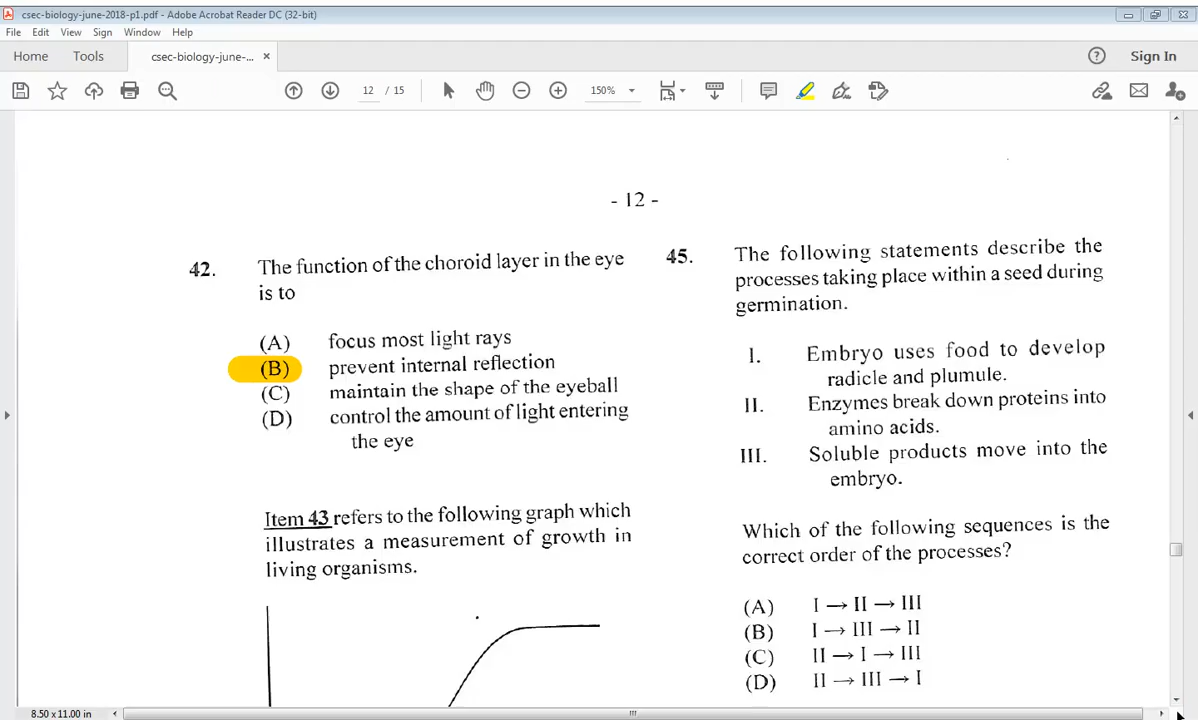 csec-biology-june-2018-p1.pdf - Adobe Acrobat Reader DC (32-bit)
File Edit View Sign Window Help
Home Tools csec-biology-june-... × Sign In
12 / 15 150%
- 12 -
42. The function of the choroid layer in the eye
is to
(A) focus most light rays
(B) prevent internal reflection
(C) maintain the shape of the eyeball
(D) control the amount of light entering
the eye
Item 43 refers to the following graph which
illustrates a measurement of growth in
living organisms.
45. The following statements describe the
processes taking place within a seed during
germination.
I. Embryo uses food to develop
radicle and plumule.
II. Enzymes break down proteins into
amino acids.
III. Soluble products move into the
embryo.
Which of the following sequences is the
correct order of the processes?
(A) I → II → III
(B) I → III → II
(C) II → I → III
(D) II → III → I
8.50 x 11.00 in